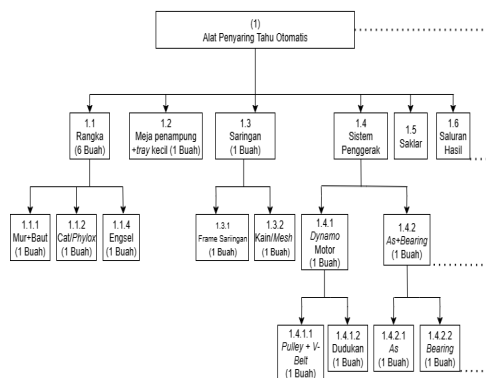 (1)
Alat Penyaring Tahu Otomatis
1.1
Rangka
(6 Buah)
1.2
Meja penampung
+tray kecil (1 Buah)
1.3
Saringan
(1 Buah)
1.4
Sistem
Penggerak
1.5
Saklar
1.6
Saluran
Hasil
1.1.1
Mur+Baut
(1 Buah)
1.1.2
Cat/Phylox
(1 Buah)
1.1.4
Engsel
(1 Buah)
1.3.1
Frame Sariingan
(1 Buah)
1.3.2
Kain/Mesh
(1 Buah)
1.4.1
Dynamo
Motor
(1 Buah)
1.4.2
As+Bearing
(1 Buah)
1.4.1.1
Pulley + V-
Belt
(1 Buah)
1.4.1.2
Dudukan
(1 Buah)
1.4.2.1
As
(1 Buah)
1.4.2.2
Bearing
(1 Buah)